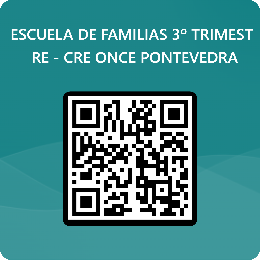 ESCUELA DE FAMILIAS 3º TRIMEST
RE - CRE ONCE PONTEVEDRA